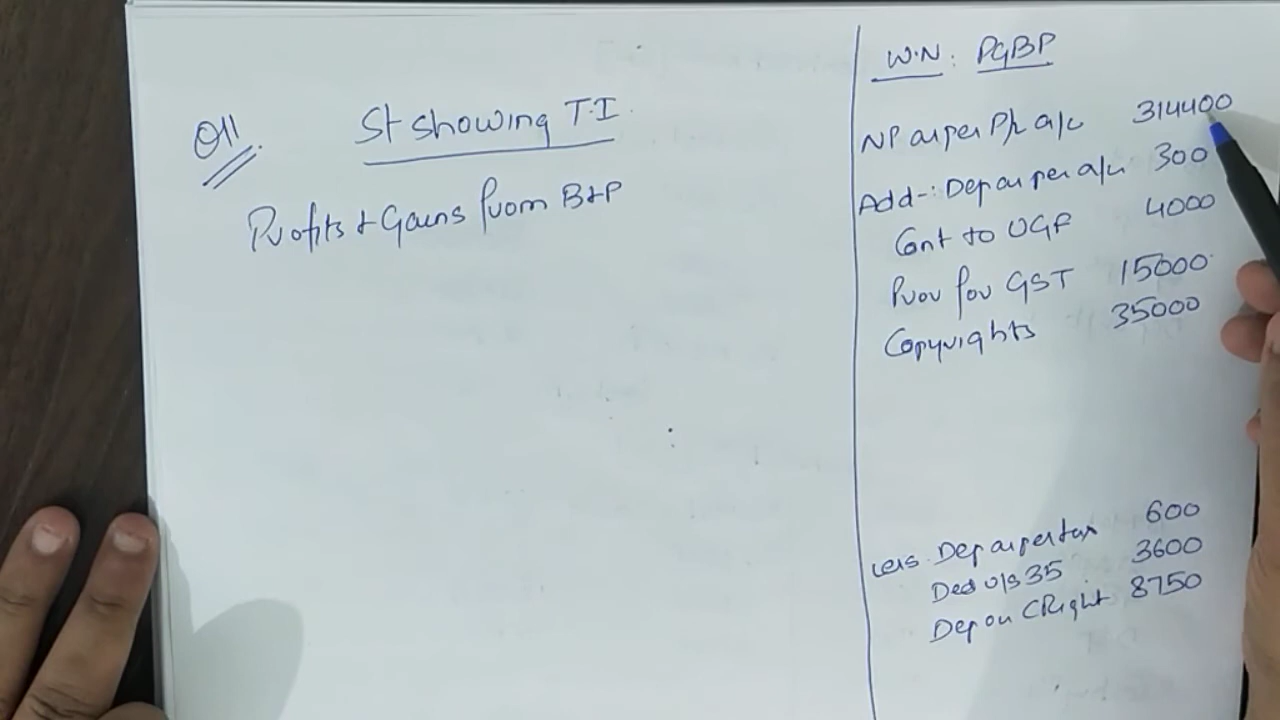 Q11. St showing T.I.
Profits & Gains from B&P
W.N: PGBP
NP as per P/L a/c 314400
Add-: Dep as per a/c 300
Cont to UGF 4000
Prov for GST 15000
Copyrights 35000
Less. Dep as per tax 600
Ded u/s 35 3600
Dep on CRight 8750